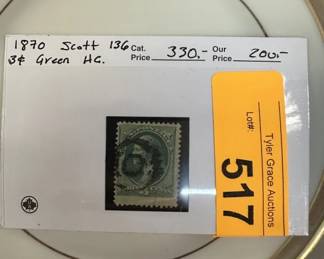 1870 Scott 136 Cat. Price 330.- Our Price 200.-
3¢ Green HG.
Lot#:
517
Tyler Grace Auctions